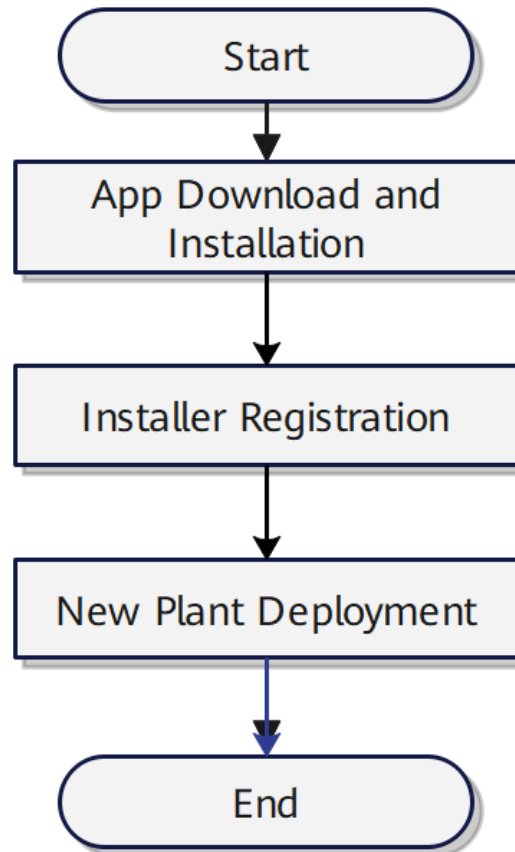 Start
App Download and
Installation
Installer Registration
New Plant Deployment
End